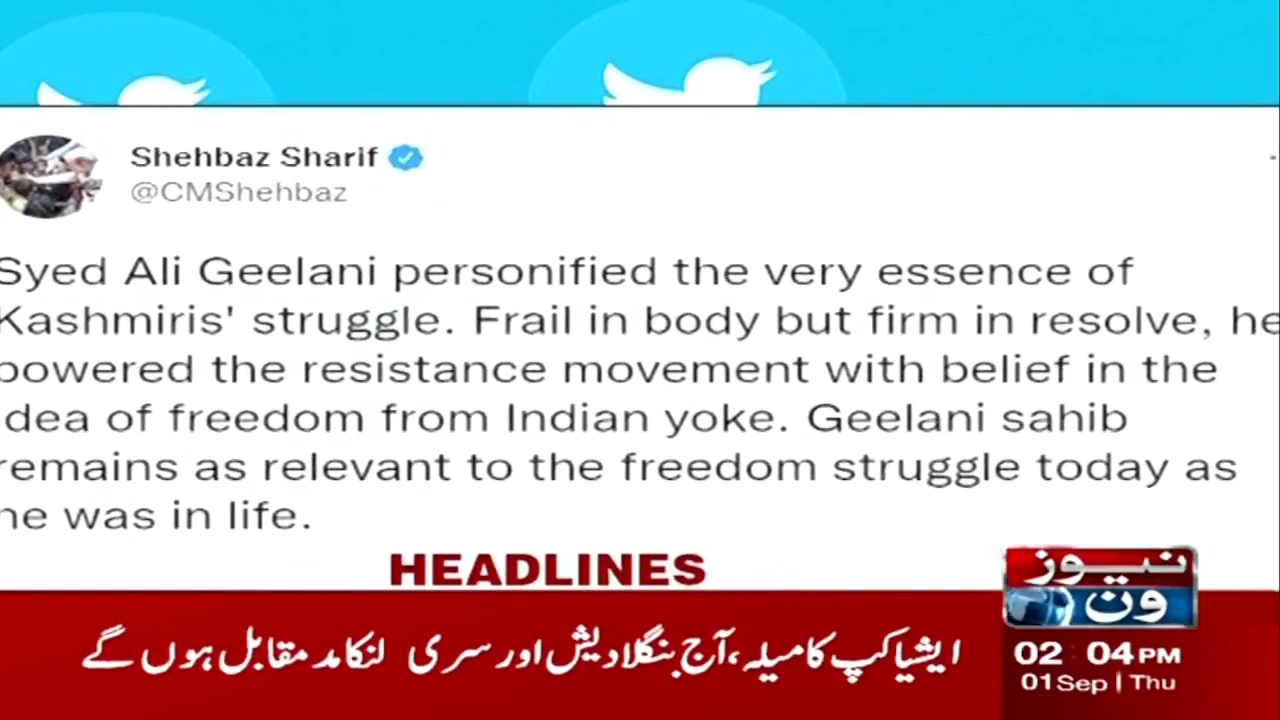 Shehbaz Sharif
@CMShehbaz
Syed Ali Geelani personified the very essence of
Kashmiris' struggle. Frail in body but firm in resolve, he
powered the resistance movement with belief in the
idea of freedom from Indian yoke. Geelani sahib
remains as relevant to the freedom struggle today as
he was in life.
HEADLINES
نیوز
ون
ایشیا کپ کا میلہ، آج بنگلادیش اور سری لنکا مدمقابل ہوں گے
02 04 PM
01 Sep | Thu